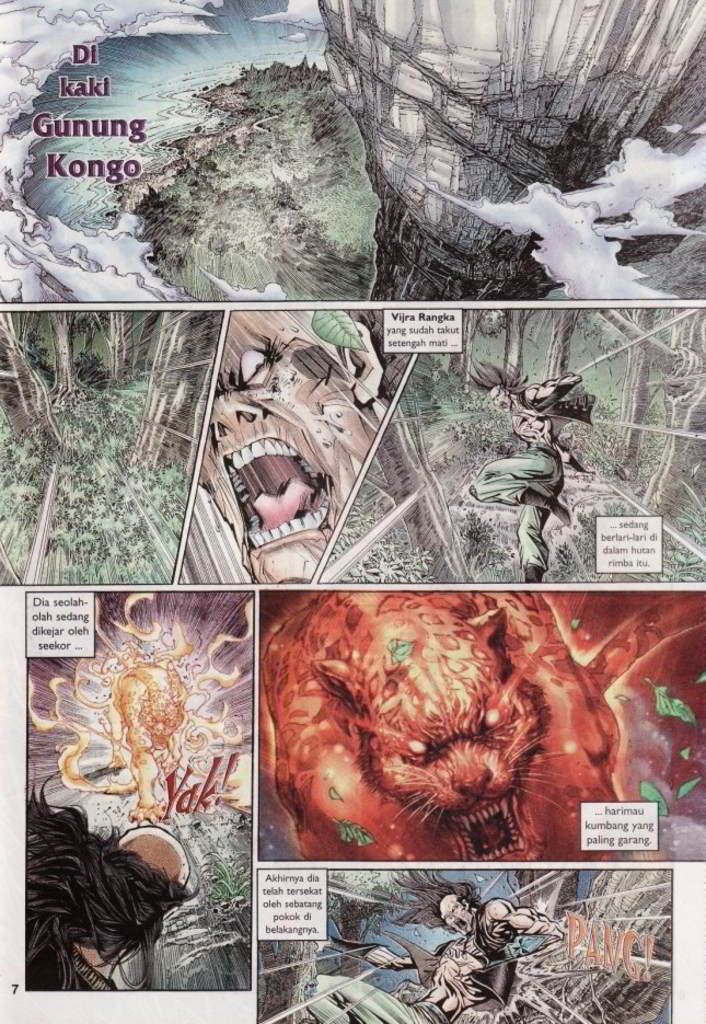 Di
kaki
Gunung
Kongo
Vijra Rangka
yang sudah takut
setengah mati ...
... sedang
berlari-lari di
dalam hutan
rimba itu.
Dia seolah-
olah sedang
dikejar oleh
seekor ...
Yak!
... harimau
kumbang yang
paling garang.
Akhirnya dia
telah tersekat
oleh sebatang
pokok di
belakangnya.
PANG!
7